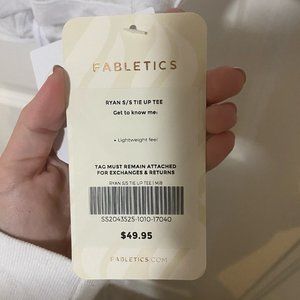 FABLETICS
RYAN S/S TIE UP TEE
Get to know me:
• Lightweight feel
TAG MUST REMAIN ATTACHED
FOR EXCHANGES & RETURNS
RYAN S/S TIE UP TEE | MB
SS2043525-1010-17040
$49.95
FABLETICS.COM